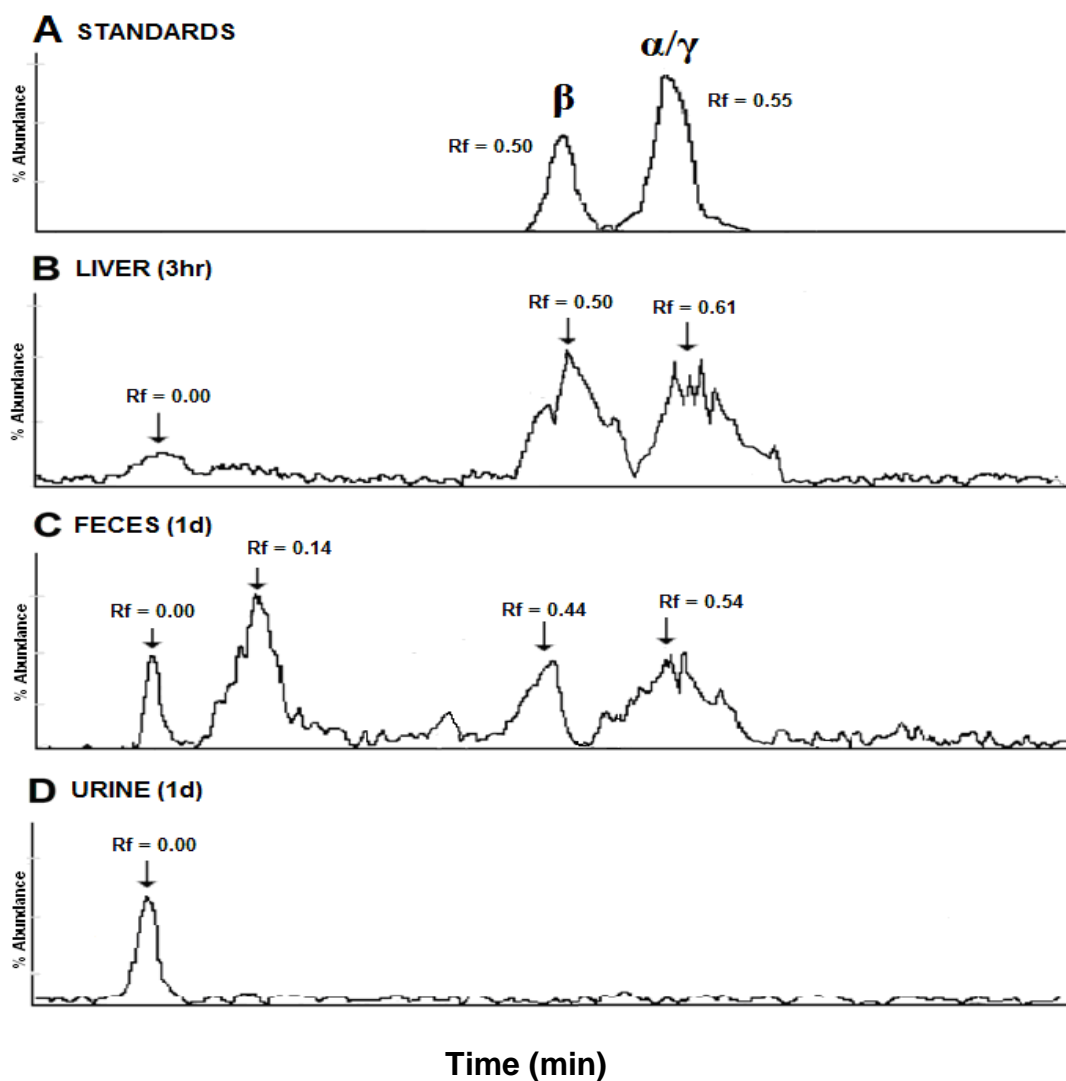 A STANDARDS
% Abundance
β
α/γ
Rf = 0.50
Rf = 0.55
B LIVER (3hr)
% Abundance
Rf = 0.00
Rf = 0.50
Rf = 0.61
C FECES (1d)
% Abundance
Rf = 0.00
Rf = 0.14
Rf = 0.44
Rf = 0.54
D URINE (1d)
% Abundance
Rf = 0.00
Time (min)